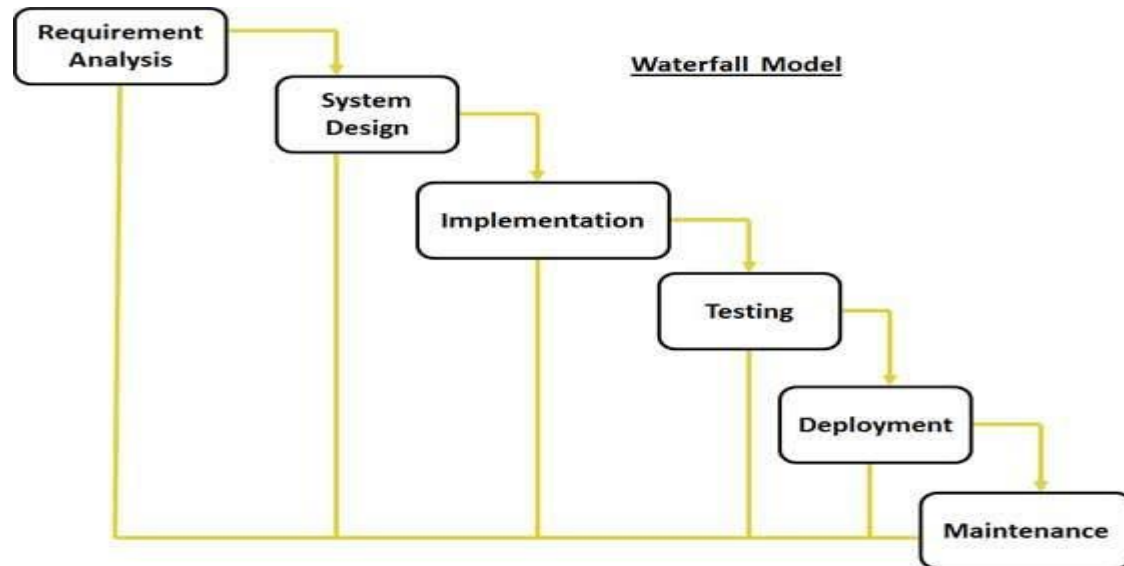 Requirement
Analysis
Waterfall Model
System
Design
Implementation
Testing
Deployment
Maintenance